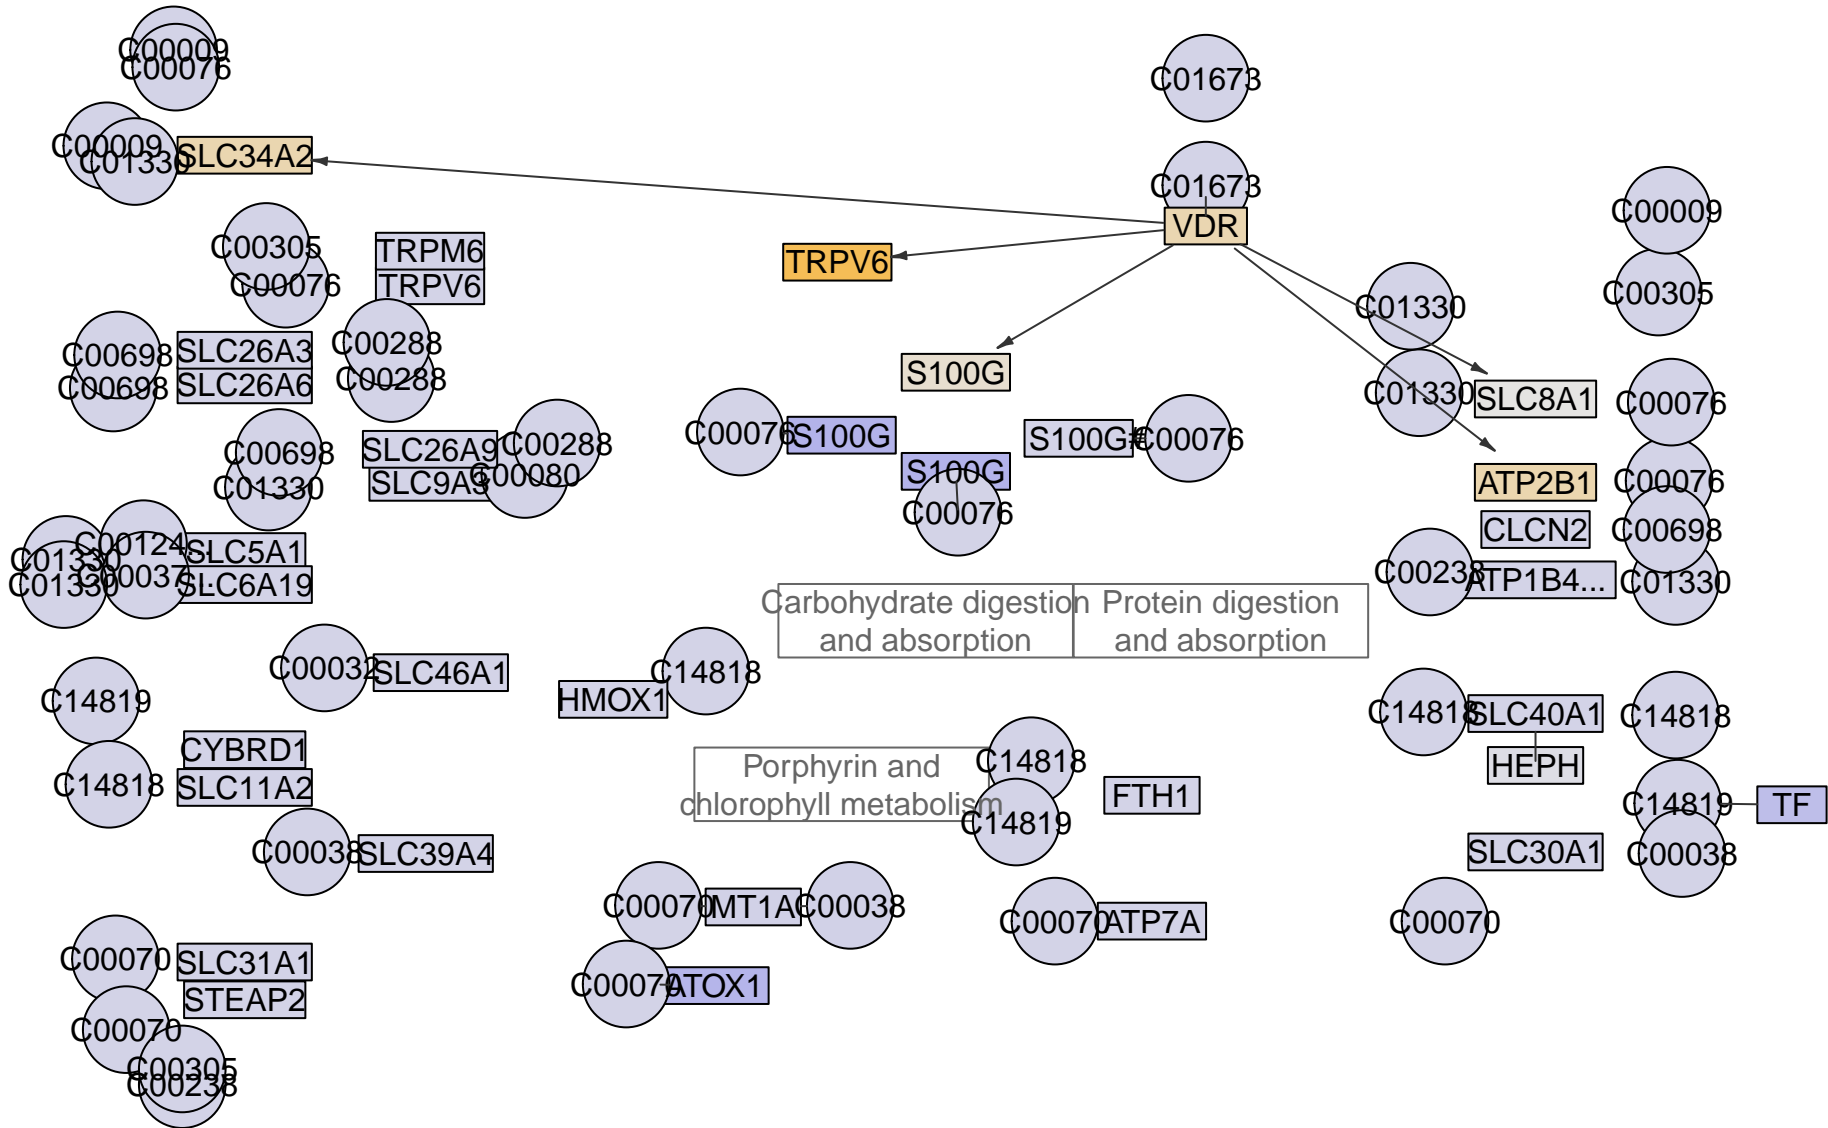 C00009
C00076
C01673
C00009
C01330
SLC34A2
C01673
VDR
C00009
C00305
C00076
TRPM6
TRPV6
TRPV6
C01330
C00305
C00698
C00698
SLC26A3
SLC26A6
C00288
C00288
S100G
C01330
SLC8A1
C00076
C00698
C01330
SLC26A9
SLC9A3
C00288
C00080
C00076
S100G
S100G#
C00076
S100G
C00076
ATP2B1
C00076
CLCN2
C00698
C01330
C01330
C00124...
C00037...
SLC5A1
SLC6A19
C00238
ATP1B4...
C01330
Carbohydrate digestion
and absorption
Protein digestion
and absorption
C00032
SLC46A1
HMOX1
C14818
C14819
C14818
SLC40A1
C14818
HEPH
CYBRD1
C14818
SLC11A2
Porphyrin and
chlorophyll metabolism
C14818
C14819
FTH1
C14819
TF
C00038
SLC39A4
SLC30A1
C00038
C00070
MT1A
C00038
C00070
ATP7A
C00070
C00070
SLC31A1
STEAP2
C00070
ATOX1
C00070
C00305
C00238